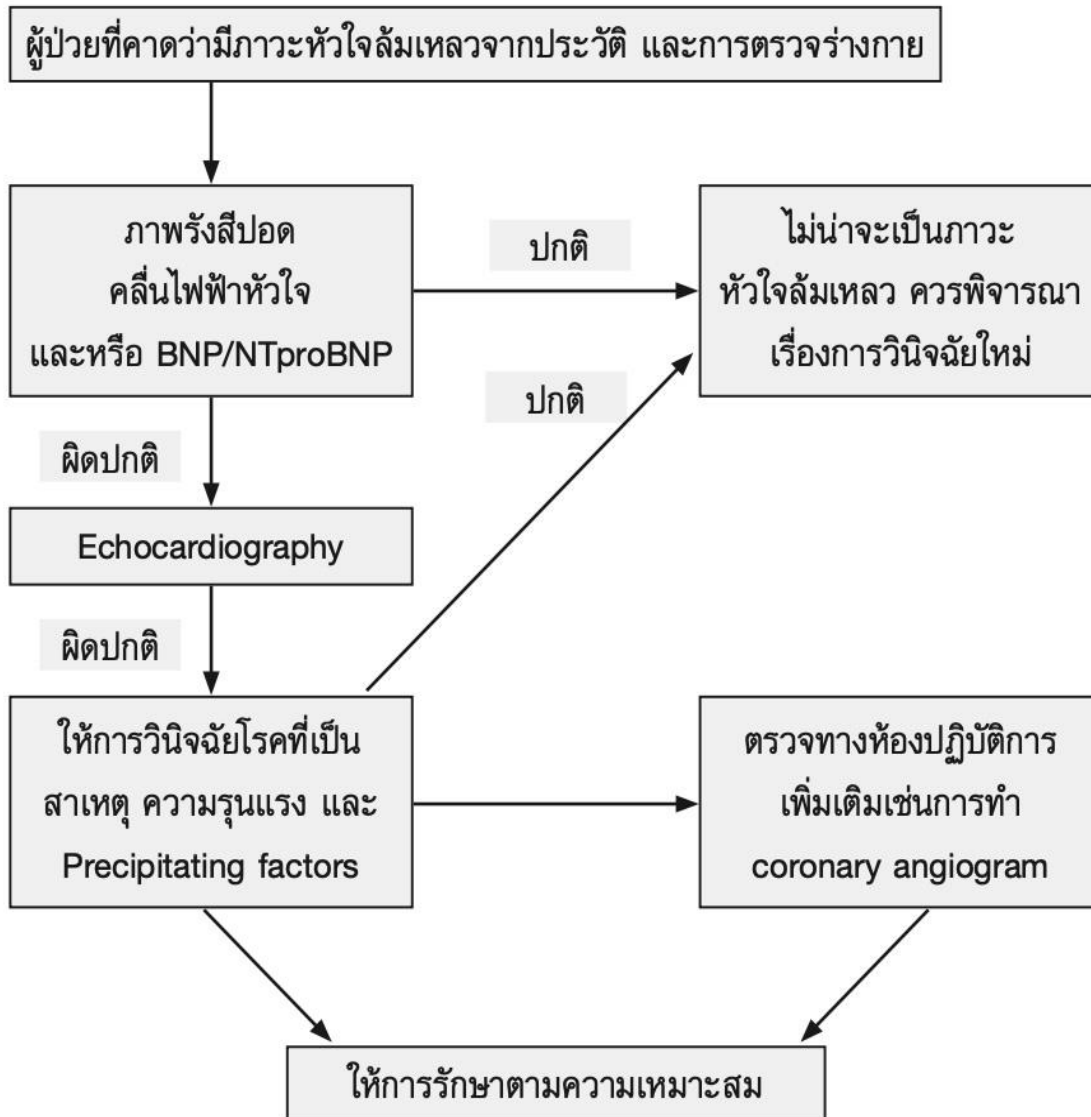 ผู้ป่วยที่คาดว่ามีภาวะหัวใจล้มเหลวจากประวัติ และการตรวจร่างกาย
ภาพรังสีปอด
คลื่นไฟฟ้าหัวใจ
และหรือ BNP/NTproBNP
ปกติ
ไม่น่าจะเป็นภาวะ
หัวใจล้มเหลว ควรพิจารณา
เรื่องการวินิจฉัยใหม่
ปกติ
ผิดปกติ
Echocardiography
ผิดปกติ
ให้การวินิจฉัยโรคที่เป็น
สาเหตุ ความรุนแรง และ
Precipitating factors
ตรวจทางห้องปฏิบัติการ
เพิ่มเติมเช่นการทำ
coronary angiogram
ให้การรักษาตามความเหมาะสม